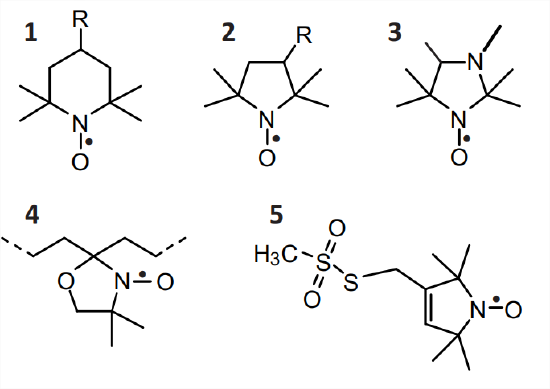 1 2 3
R R
N N N N
O O O
4 5
O N O
H3C S O O S N O